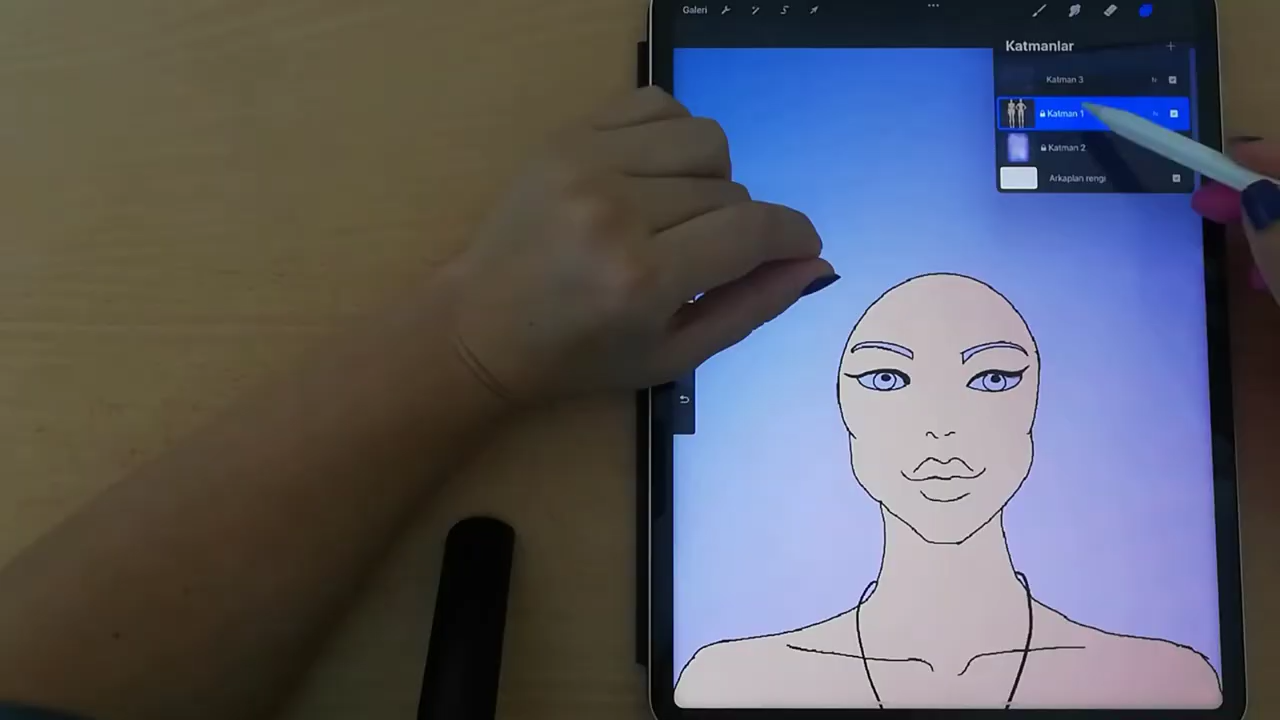 Galeri
Katmanlar
Katman 3
Katman 1
Katman 2
Arkaplan rengi